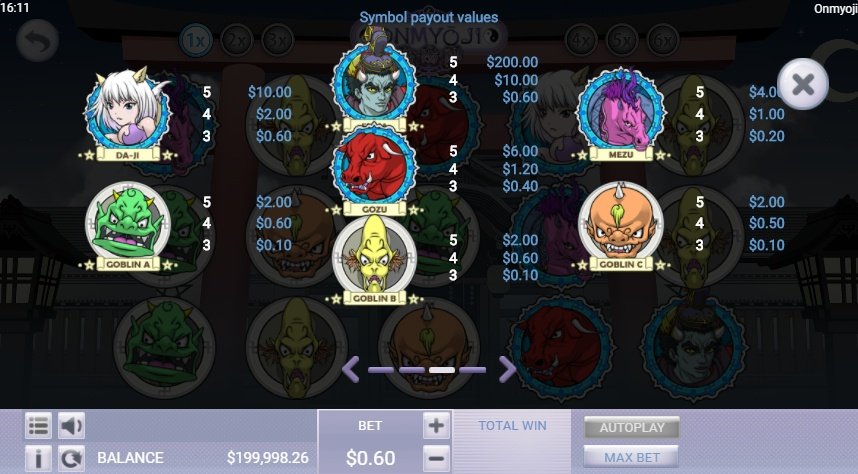 16:11
Onmyoji
Symbol payout values
ONMYOJI
1x 2x 3x 4x 5x 6x
5 $10.00
4 $2.00
3 $0.60
DA-JI
5 $200.00
4 $10.00
3 $0.60
5 $4.00
4 $1.00
3 $0.20
MEZU
5 $6.00
4 $1.20
3 $0.40
GOZU
5 $2.00
4 $0.60
3 $0.10
GOBLIN A
5 $2.00
4 $0.60
3 $0.10
GOBLIN B
5 $2.00
4 $0.50
3 $0.10
GOBLIN C
BET
TOTAL WIN
AUTOPLAY
BALANCE $199,998.26
$0.60
MAX BET